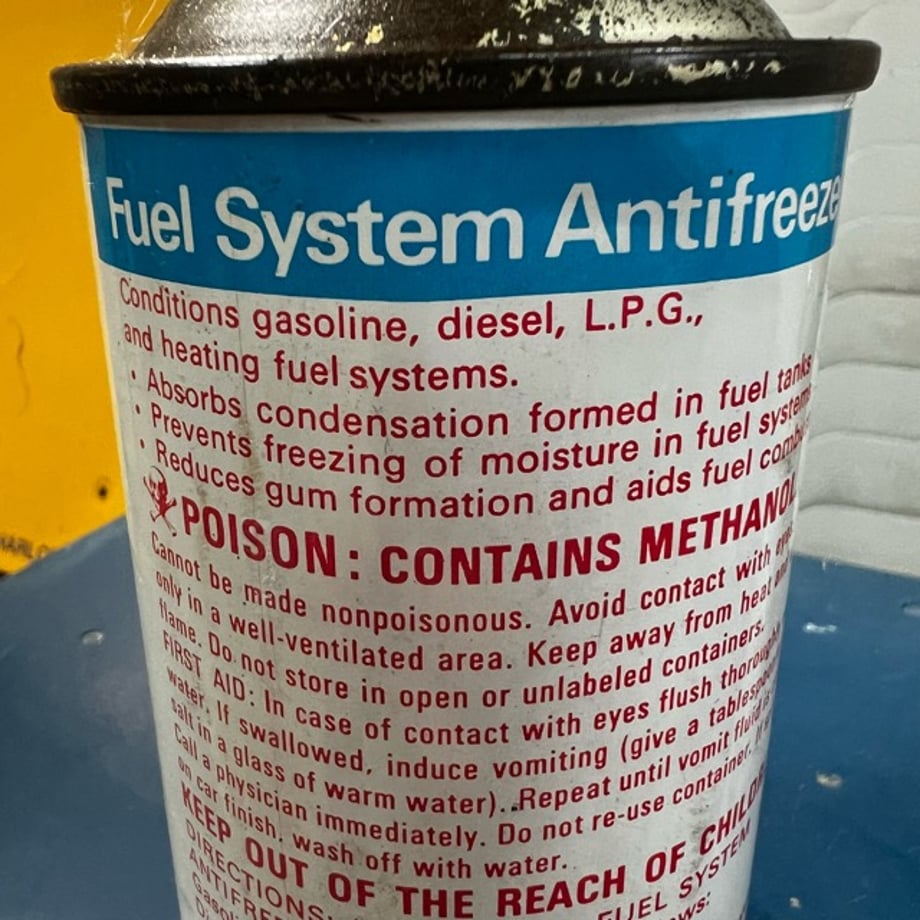 Fuel System Antifreeze
Conditions gasoline, diesel, L.P.G.,
and heating fuel systems.
• Absorbs condensation formed in fuel tanks
• Prevents freezing of moisture in fuel systems
• Reduces gum formation and aids fuel
POISON: CONTAINS METHANOL
Cannot be made nonpoisonous. Avoid contact with
only in a well-ventilated area. Keep away from heat
flame. Do not store in open or unlabeled containers.
FIRST AID: In case of contact with eyes flush
water. If swallowed, induce vomiting (give a
salt in a glass of warm water). Repeat until vomit fluid
Call a physician immediately. Do not re-use container.
on car finish, wash off with water.
KEEP OUT OF THE REACH OF
DIRECTIONS: FUEL SYSTEM